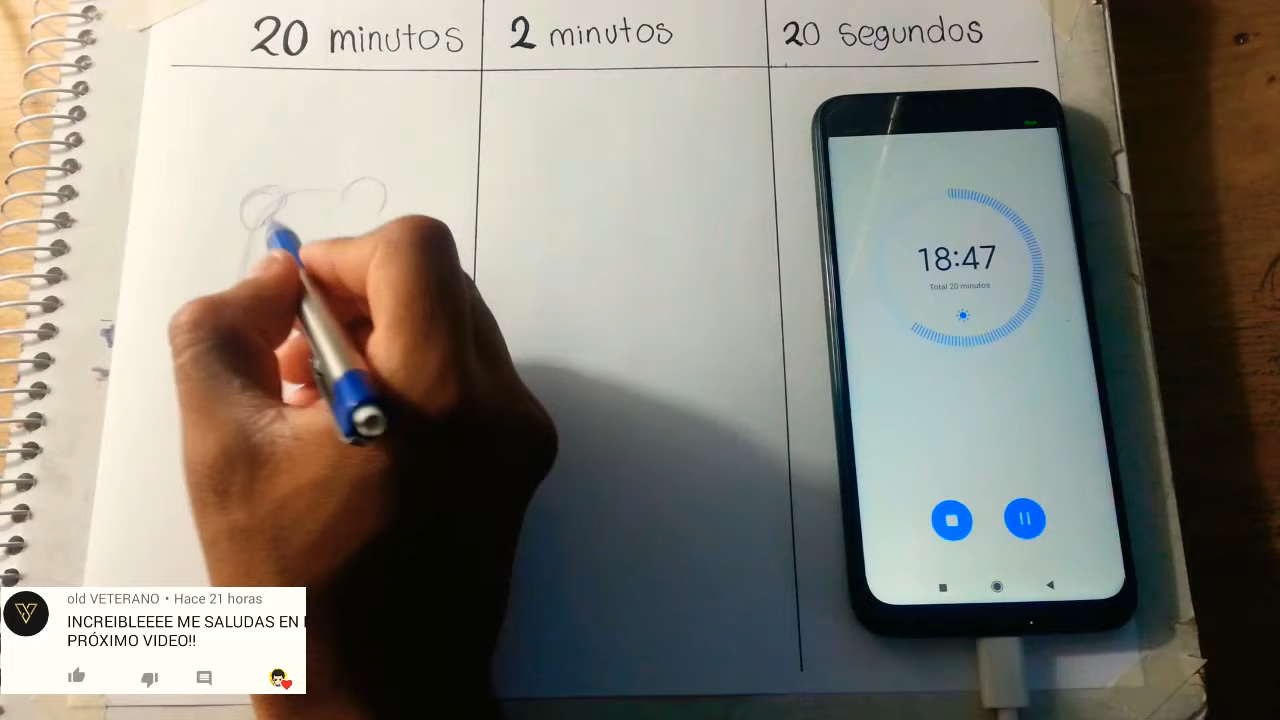 20 minutos
2 minutos
20 segundos
18:47
Total 20 minutos
old VETERANO • Hace 21 horas
INCREIBLEEEE ME SALUDAS EN
PRÓXIMO VIDEO!!